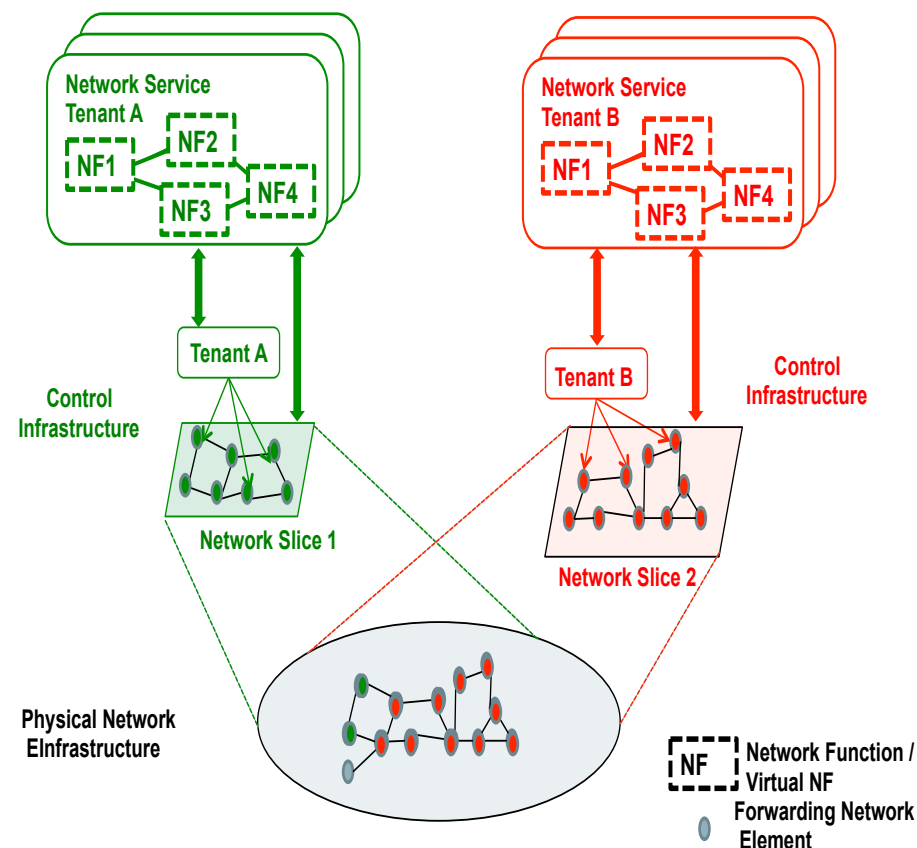 Network Service
Tenant A
NF1
NF2
NF3
NF4
Network Service
Tenant B
NF1
NF2
NF3
NF4
Tenant A
Tenant B
Control
Infrastructure
Control
Infrastructure
Network Slice 1
Network Slice 2
Physical Network
EInfrastructure
NF
Network Function /
Virtual NF
Forwarding Network
Element